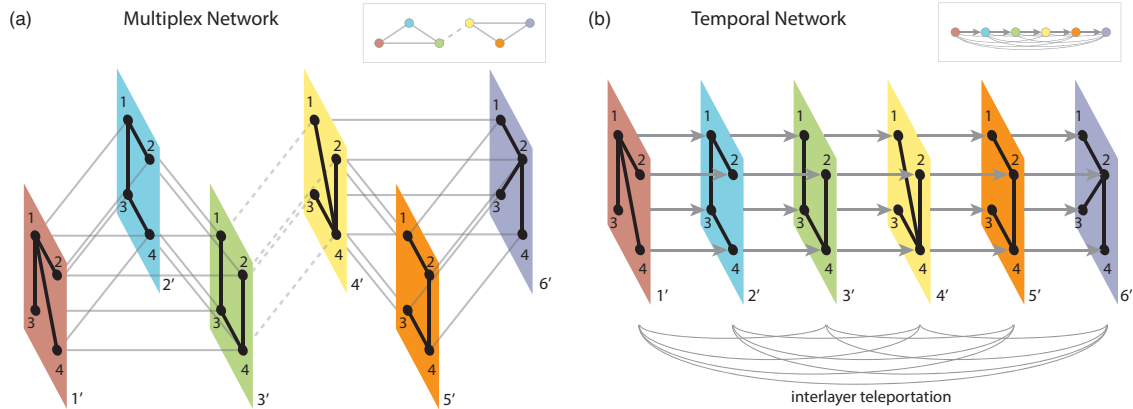 (a) Multiplex Network
1 2 3 4 1′
1 2 3 4 2′
1 2 3 4 3′
1 2 3 4 4′
1 2 3 4 5′
1 2 3 4 6′
(b) Temporal Network
1 2 3 4 1′
1 2 3 4 2′
1 2 3 4 3′
1 2 3 4 4′
1 2 3 4 5′
1 2 3 4 6′
interlayer teleportation